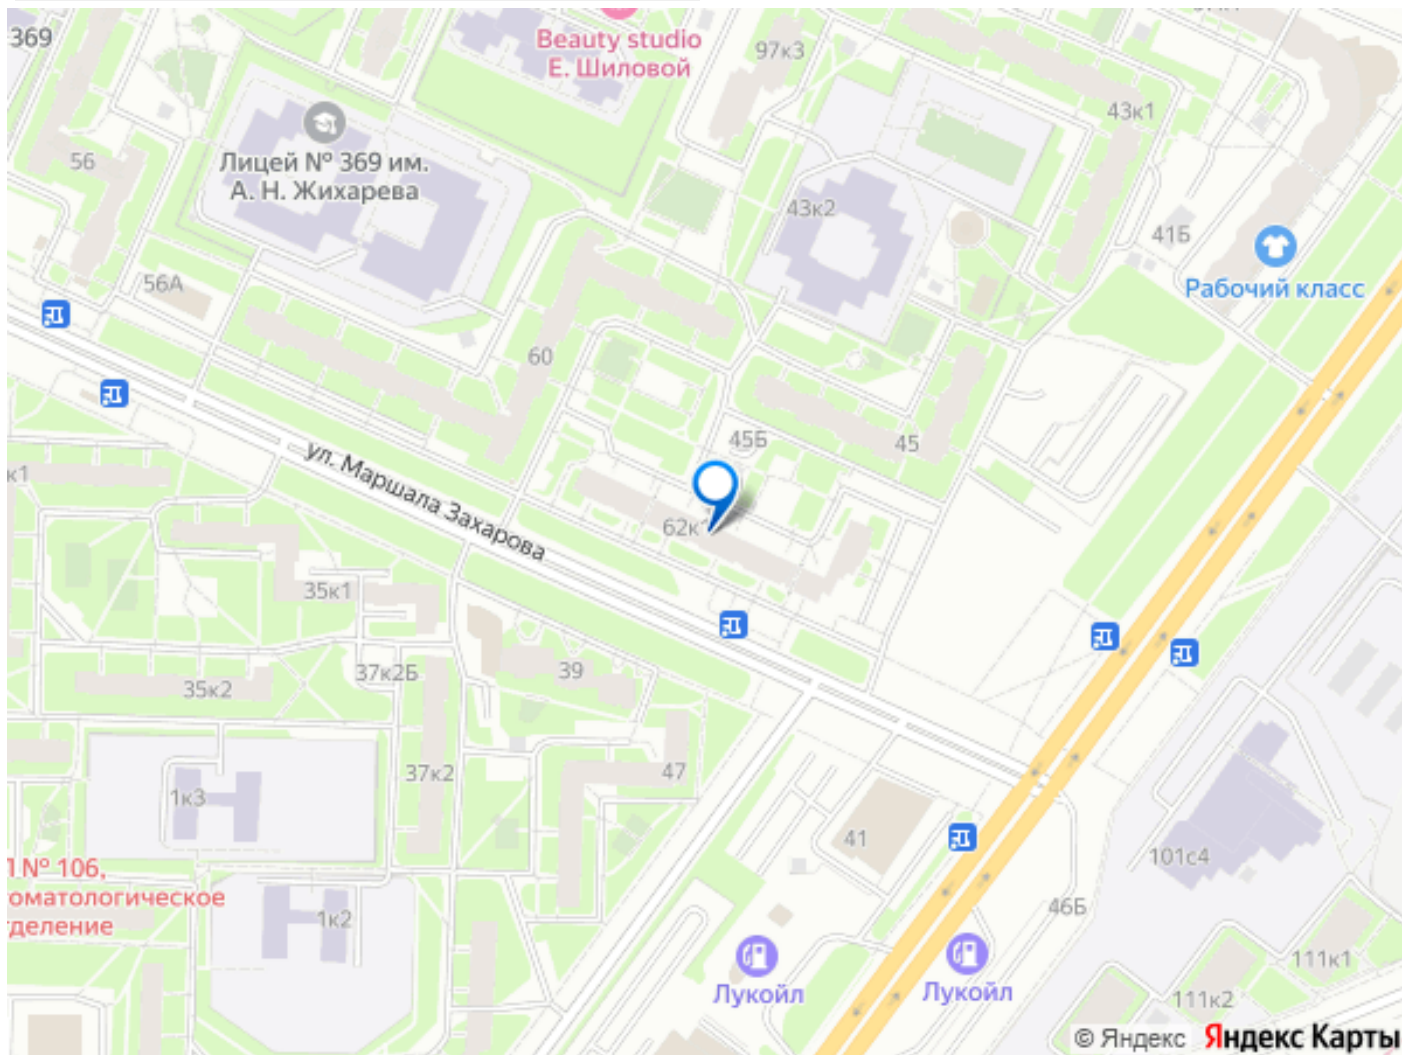 369
Beauty studio
Е. Шиловой
97к3
43к1
Лицей № 369 им.
А. Н. Жихарева
56
43к2
41Б
Рабочий класс
56А
60
45Б
45
к1
ул. Маршала Захарова
62к
35к1
37к2Б
39
35к2
37к2
47
1к3
41
101с4
№ 106,
оматологическое
деление
1к2
46Б
111к1
Лукойл
Лукойл
111к2
© Яндекс Яндекс Карты